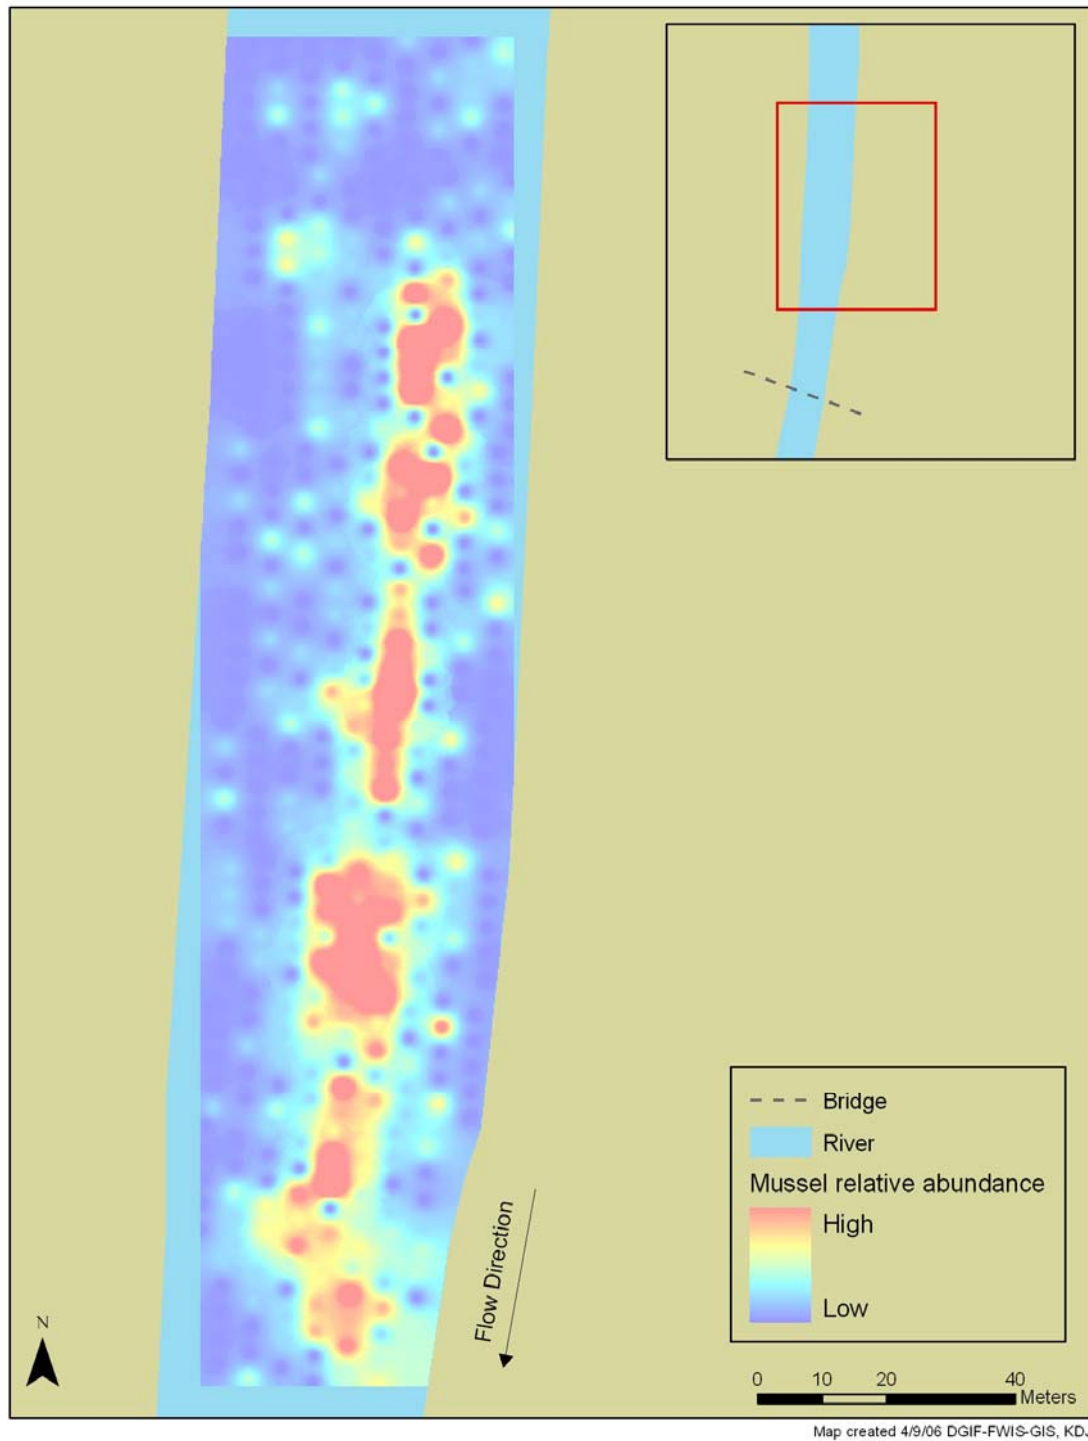 Bridge
River
Mussel relative abundance
High
Low
Flow Direction
N
0 10 20 40
Meters
Map created 4/9/06 DGIF-FWIS-GIS, KD